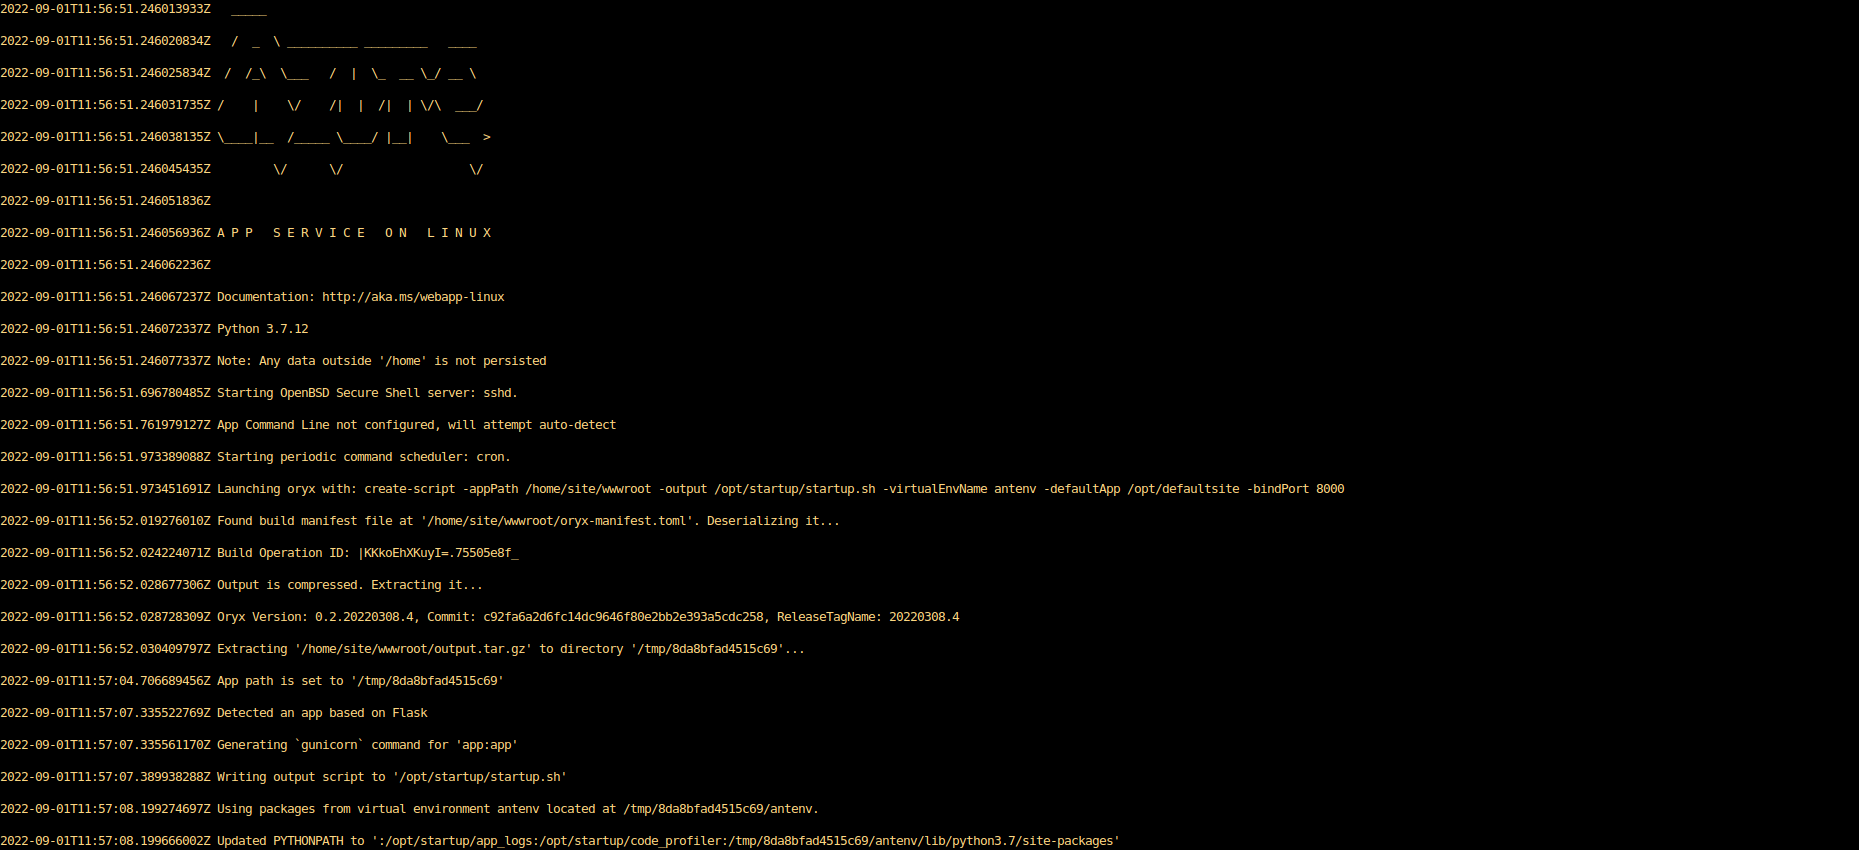 2022-09-01T11:56:51.246013933Z   _____
2022-09-01T11:56:51.246020834Z   /  _  \ __________ _________   ____
2022-09-01T11:56:51.246025834Z  /  /_\  \___   /  |  \_  __ \_/ __ \
2022-09-01T11:56:51.246031735Z /    |    \/    /|  |  /|  | \/\  ___/
2022-09-01T11:56:51.246038135Z \____|__  /_____ \____/ |__|    \___  >
2022-09-01T11:56:51.246045435Z         \/      \/                  \/
2022-09-01T11:56:51.246051836Z
2022-09-01T11:56:51.246056936Z A P P   S E R V I C E   O N   L I N U X
2022-09-01T11:56:51.246062236Z
2022-09-01T11:56:51.246067237Z Documentation: http://aka.ms/webapp-linux
2022-09-01T11:56:51.246072337Z Python 3.7.12
2022-09-01T11:56:51.246077337Z Note: Any data outside '/home' is not persisted
2022-09-01T11:56:51.696780485Z Starting OpenBSD Secure Shell server: sshd.
2022-09-01T11:56:51.761979127Z App Command Line not configured, will attempt auto-detect
2022-09-01T11:56:51.973389088Z Starting periodic command scheduler: cron.
2022-09-01T11:56:51.973451691Z Launching oryx with: create-script -appPath /home/site/wwwroot -output /opt/startup/startup.sh -virtualEnvName antenv -defaultApp /opt/defaultsite -bindPort 8000
2022-09-01T11:56:52.019276010Z Found build manifest file at '/home/site/wwwroot/oryx-manifest.toml'. Deserializing it...
2022-09-01T11:56:52.024224071Z Build Operation ID: |KKkoEhXKuyI=.75505e8f_
2022-09-01T11:56:52.028677306Z Output is compressed. Extracting it...
2022-09-01T11:56:52.028728309Z Oryx Version: 0.2.20220308.4, Commit: c92fa6a2d6fc14dc9646f80e2bb2e393a5cdc258, ReleaseTagName: 20220308.4
2022-09-01T11:56:52.030409797Z Extracting '/home/site/wwwroot/output.tar.gz' to directory '/tmp/8da8bfad4515c69'...
2022-09-01T11:57:04.706689456Z App path is set to '/tmp/8da8bfad4515c69'
2022-09-01T11:57:07.335522769Z Detected an app based on Flask
2022-09-01T11:57:07.335561170Z Generating `gunicorn` command for 'app:app'
2022-09-01T11:57:07.389938288Z Writing output script to '/opt/startup/startup.sh'
2022-09-01T11:57:08.199274697Z Using packages from virtual environment antenv located at /tmp/8da8bfad4515c69/antenv.
2022-09-01T11:57:08.199666002Z Updated PYTHONPATH to ':/opt/startup/app_logs:/opt/startup/code_profiler:/tmp/8da8bfad4515c69/antenv/lib/python3.7/site-packages'